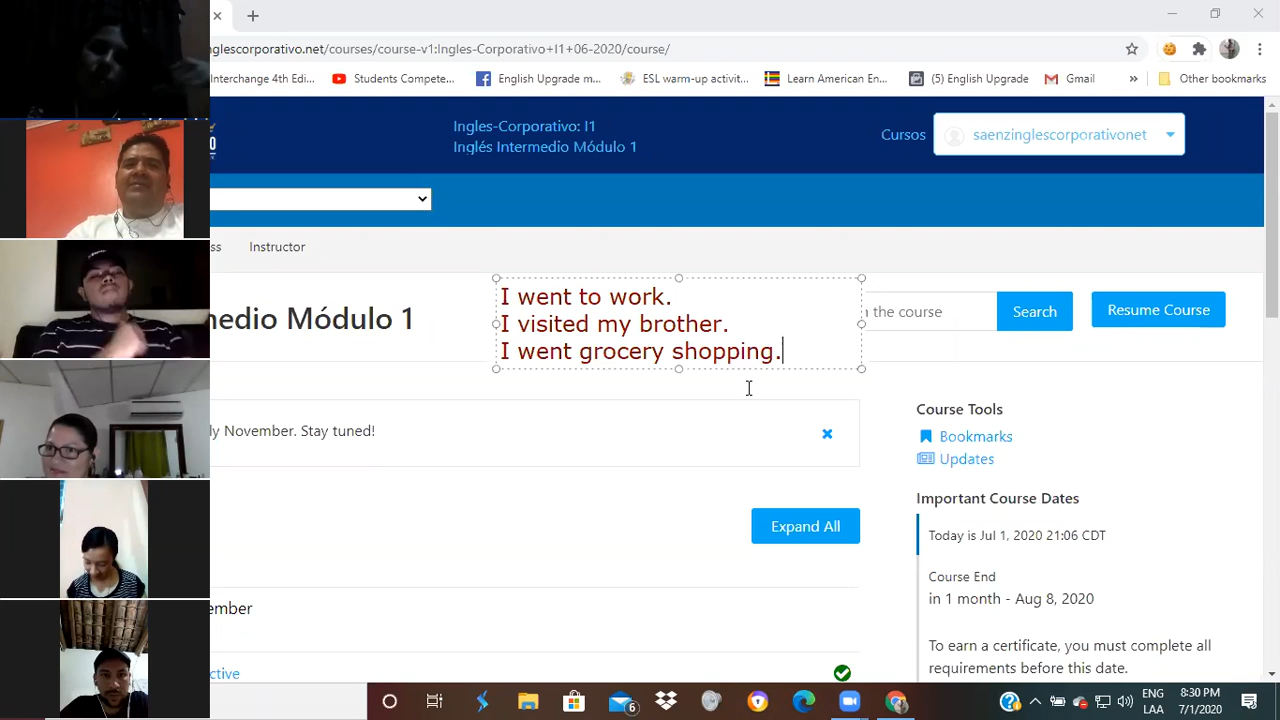 nglescorporativo.net/courses/course-v1:Ingles-Corporativo+I1+06-2020/course/
Interchange 4th Edi...
Students Compete...
English Upgrade m...
ESL warm-up activit...
Learn American En...
(5) English Upgrade
Gmail
Other bookmarks
Ingles-Corporativo: I1
Inglés Intermedio Módulo 1
Cursos
saenzinglescorporativonet
ss
Instructor
I went to work.
I visited my brother.
I went grocery shopping.
medio Módulo 1
n the course
Search
Resume Course
ly November. Stay tuned!
Course Tools
Bookmarks
Updates
Expand All
Important Course Dates
Today is Jul 1, 2020 21:06 CDT
Course End
in 1 month - Aug 8, 2020
ember
To earn a certificate, you must complete all
requirements before this date.
ctive
6
ENG
LAA
8:30 PM
7/1/2020